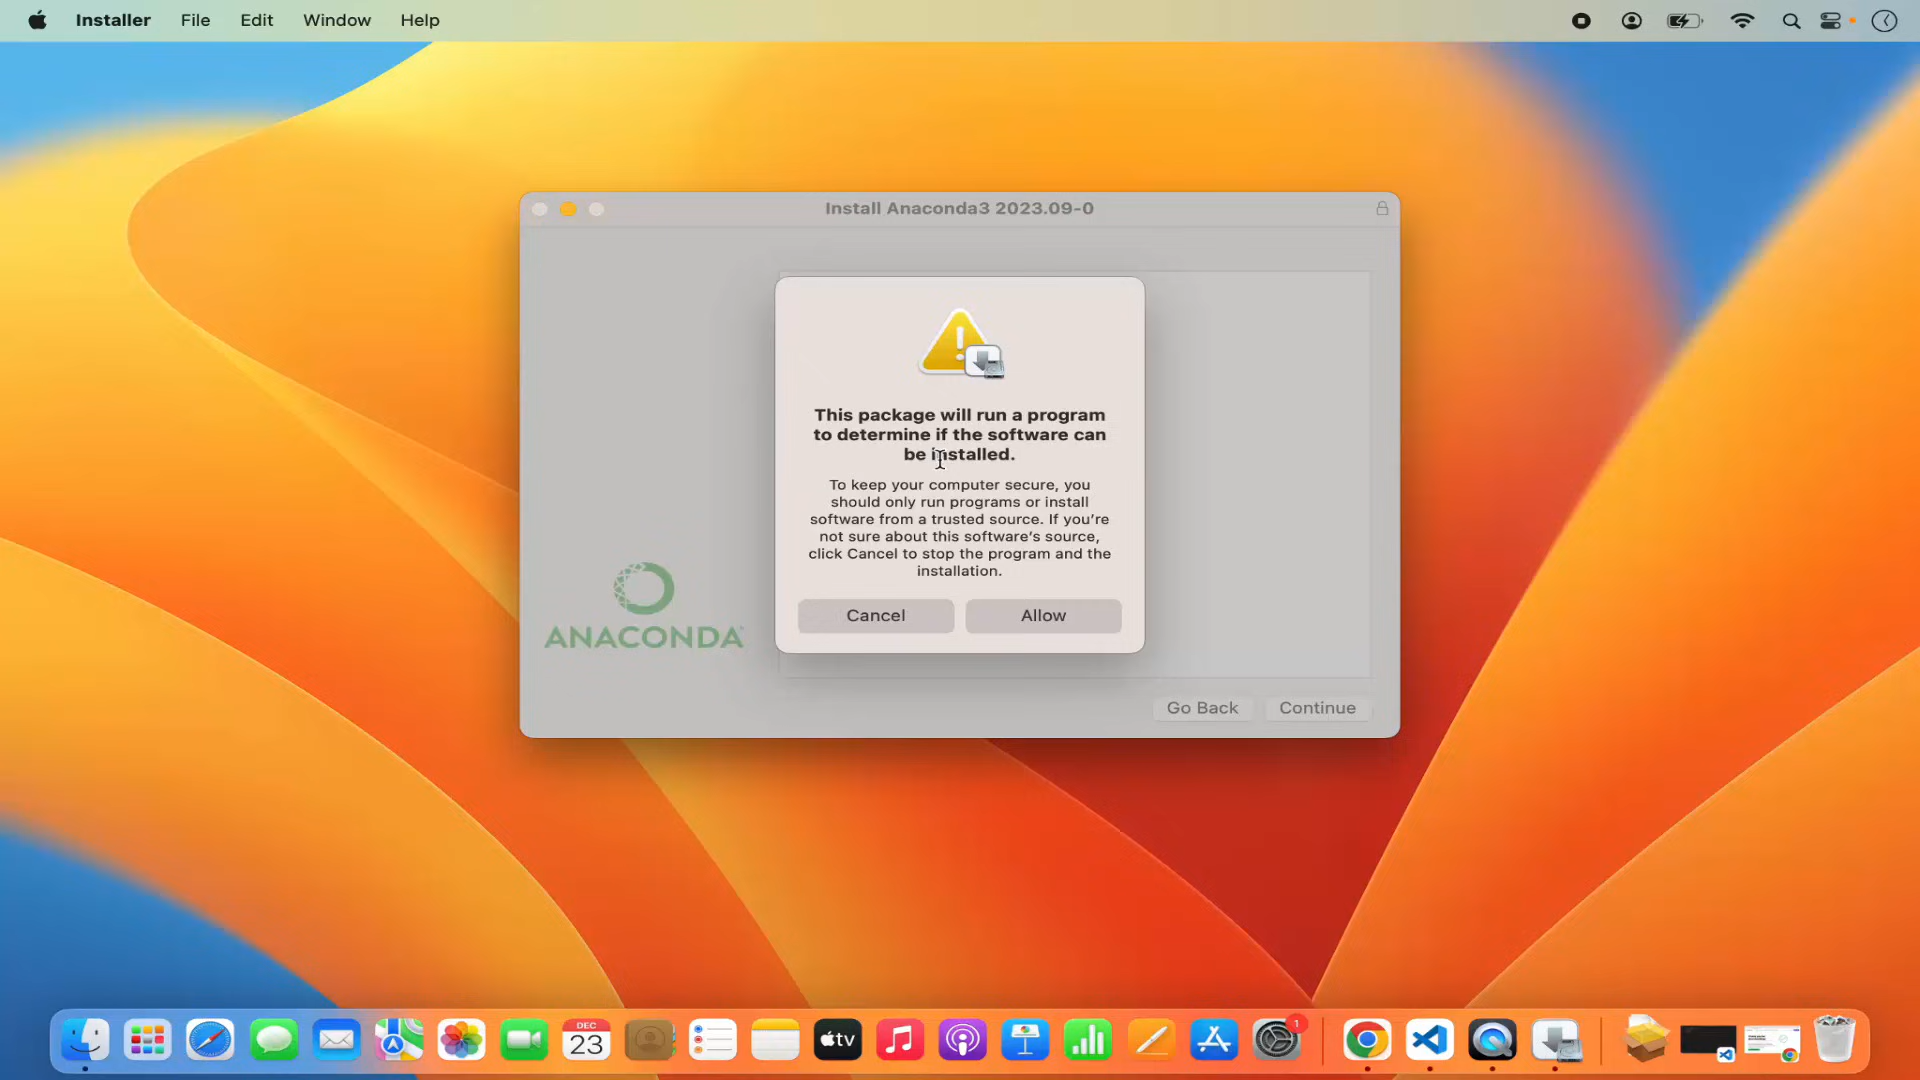 Installer File Edit Window Help
Install Anaconda3 2023.09-0
This package will run a program
to determine if the software can
be installed.
To keep your computer secure, you
should only run programs or install
software from a trusted source. If you're
not sure about this software's source,
click Cancel to stop the program and the
installation.
Cancel Allow
ANACONDA
Go Back Continue
DEC
23
tv
1